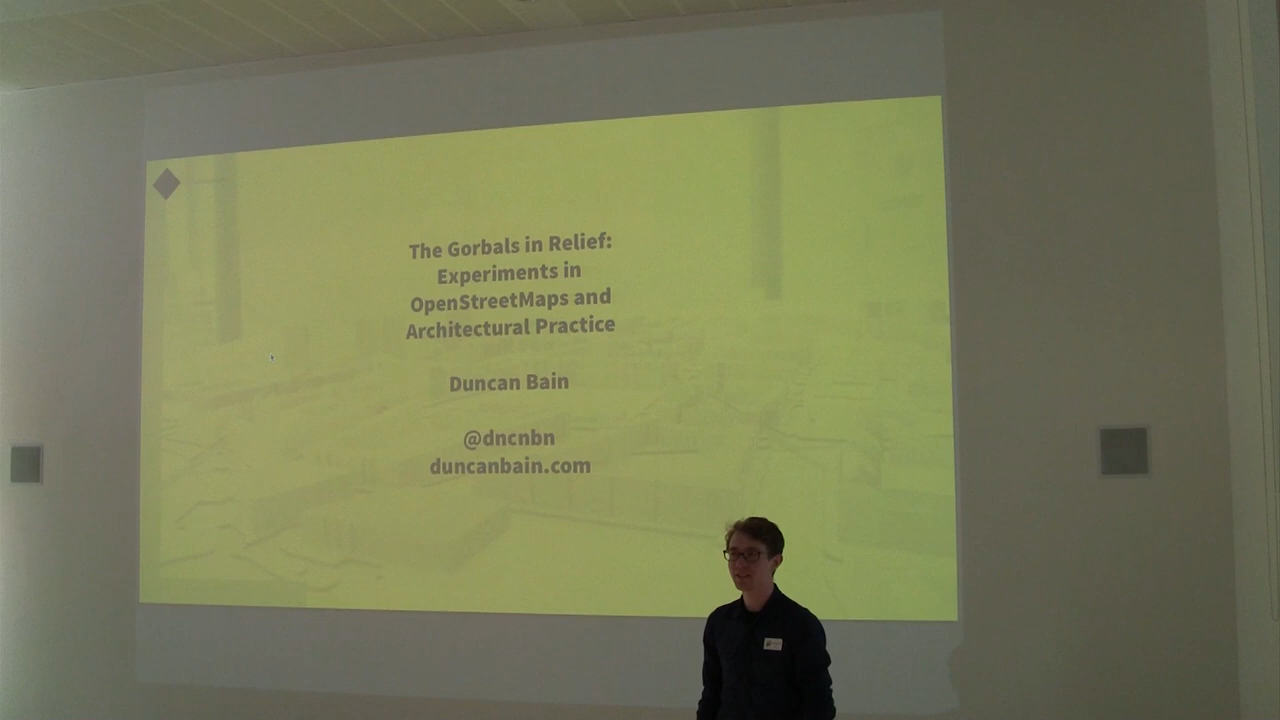 The Gorbals in Relief:
Experiments in
OpenStreetMaps and
Architectural Practice
Duncan Bain
@dncnbn
duncanbain.com